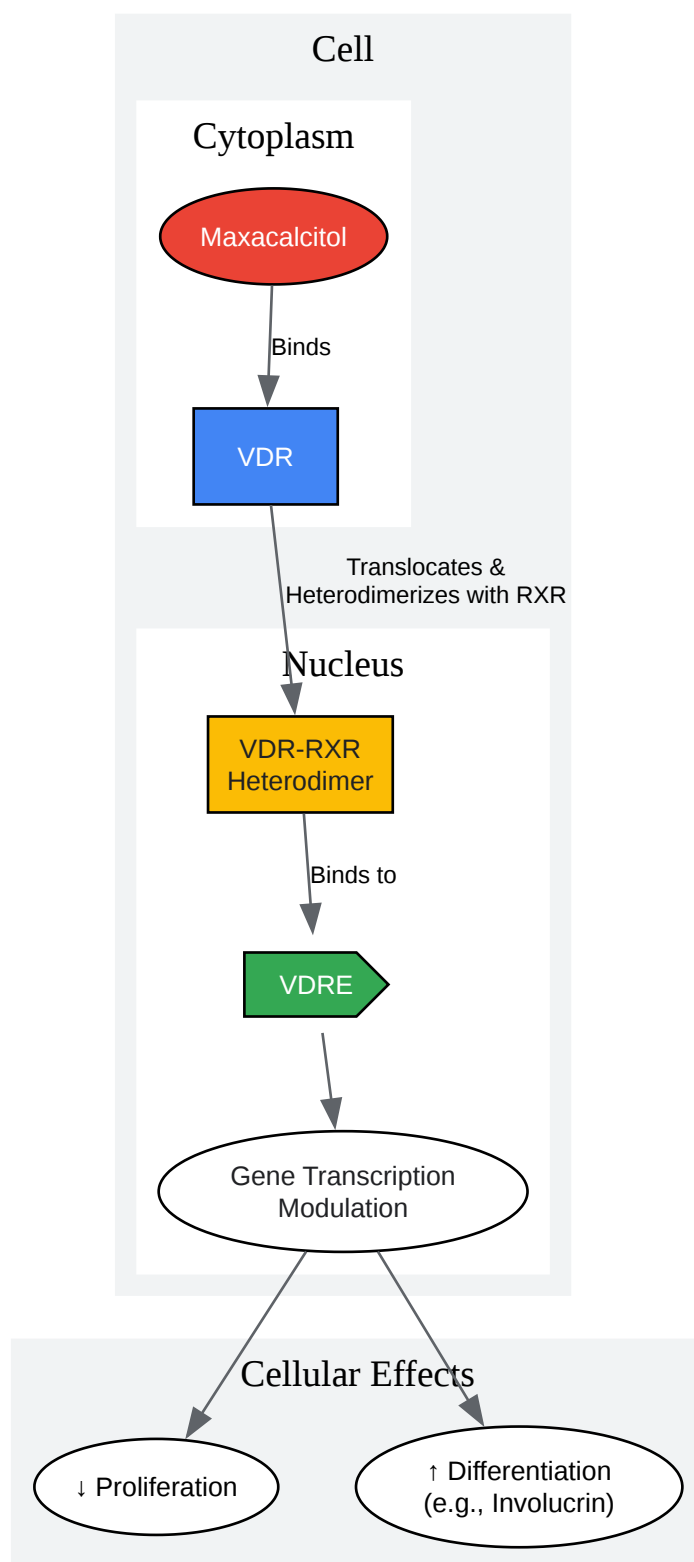 Cell
Cytoplasm
Maxacalcitol
Binds
VDR
Translocates &
Heterodimerizes with RXR
Nucleus
VDR-RXR
Heterodimer
Binds to
VDRE
Gene Transcription
Modulation
Cellular Effects
↓ Proliferation
↑ Differentiation
(e.g., Involucrin)